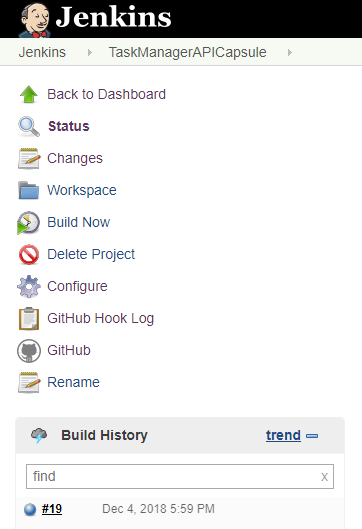 Jenkins
Jenkins TaskManagerAPICapsule
Back to Dashboard
Status
Changes
Workspace
Build Now
Delete Project
Configure
GitHub Hook Log
GitHub
Rename
Build History trend
find x
#19 Dec 4, 2018 5:59 PM